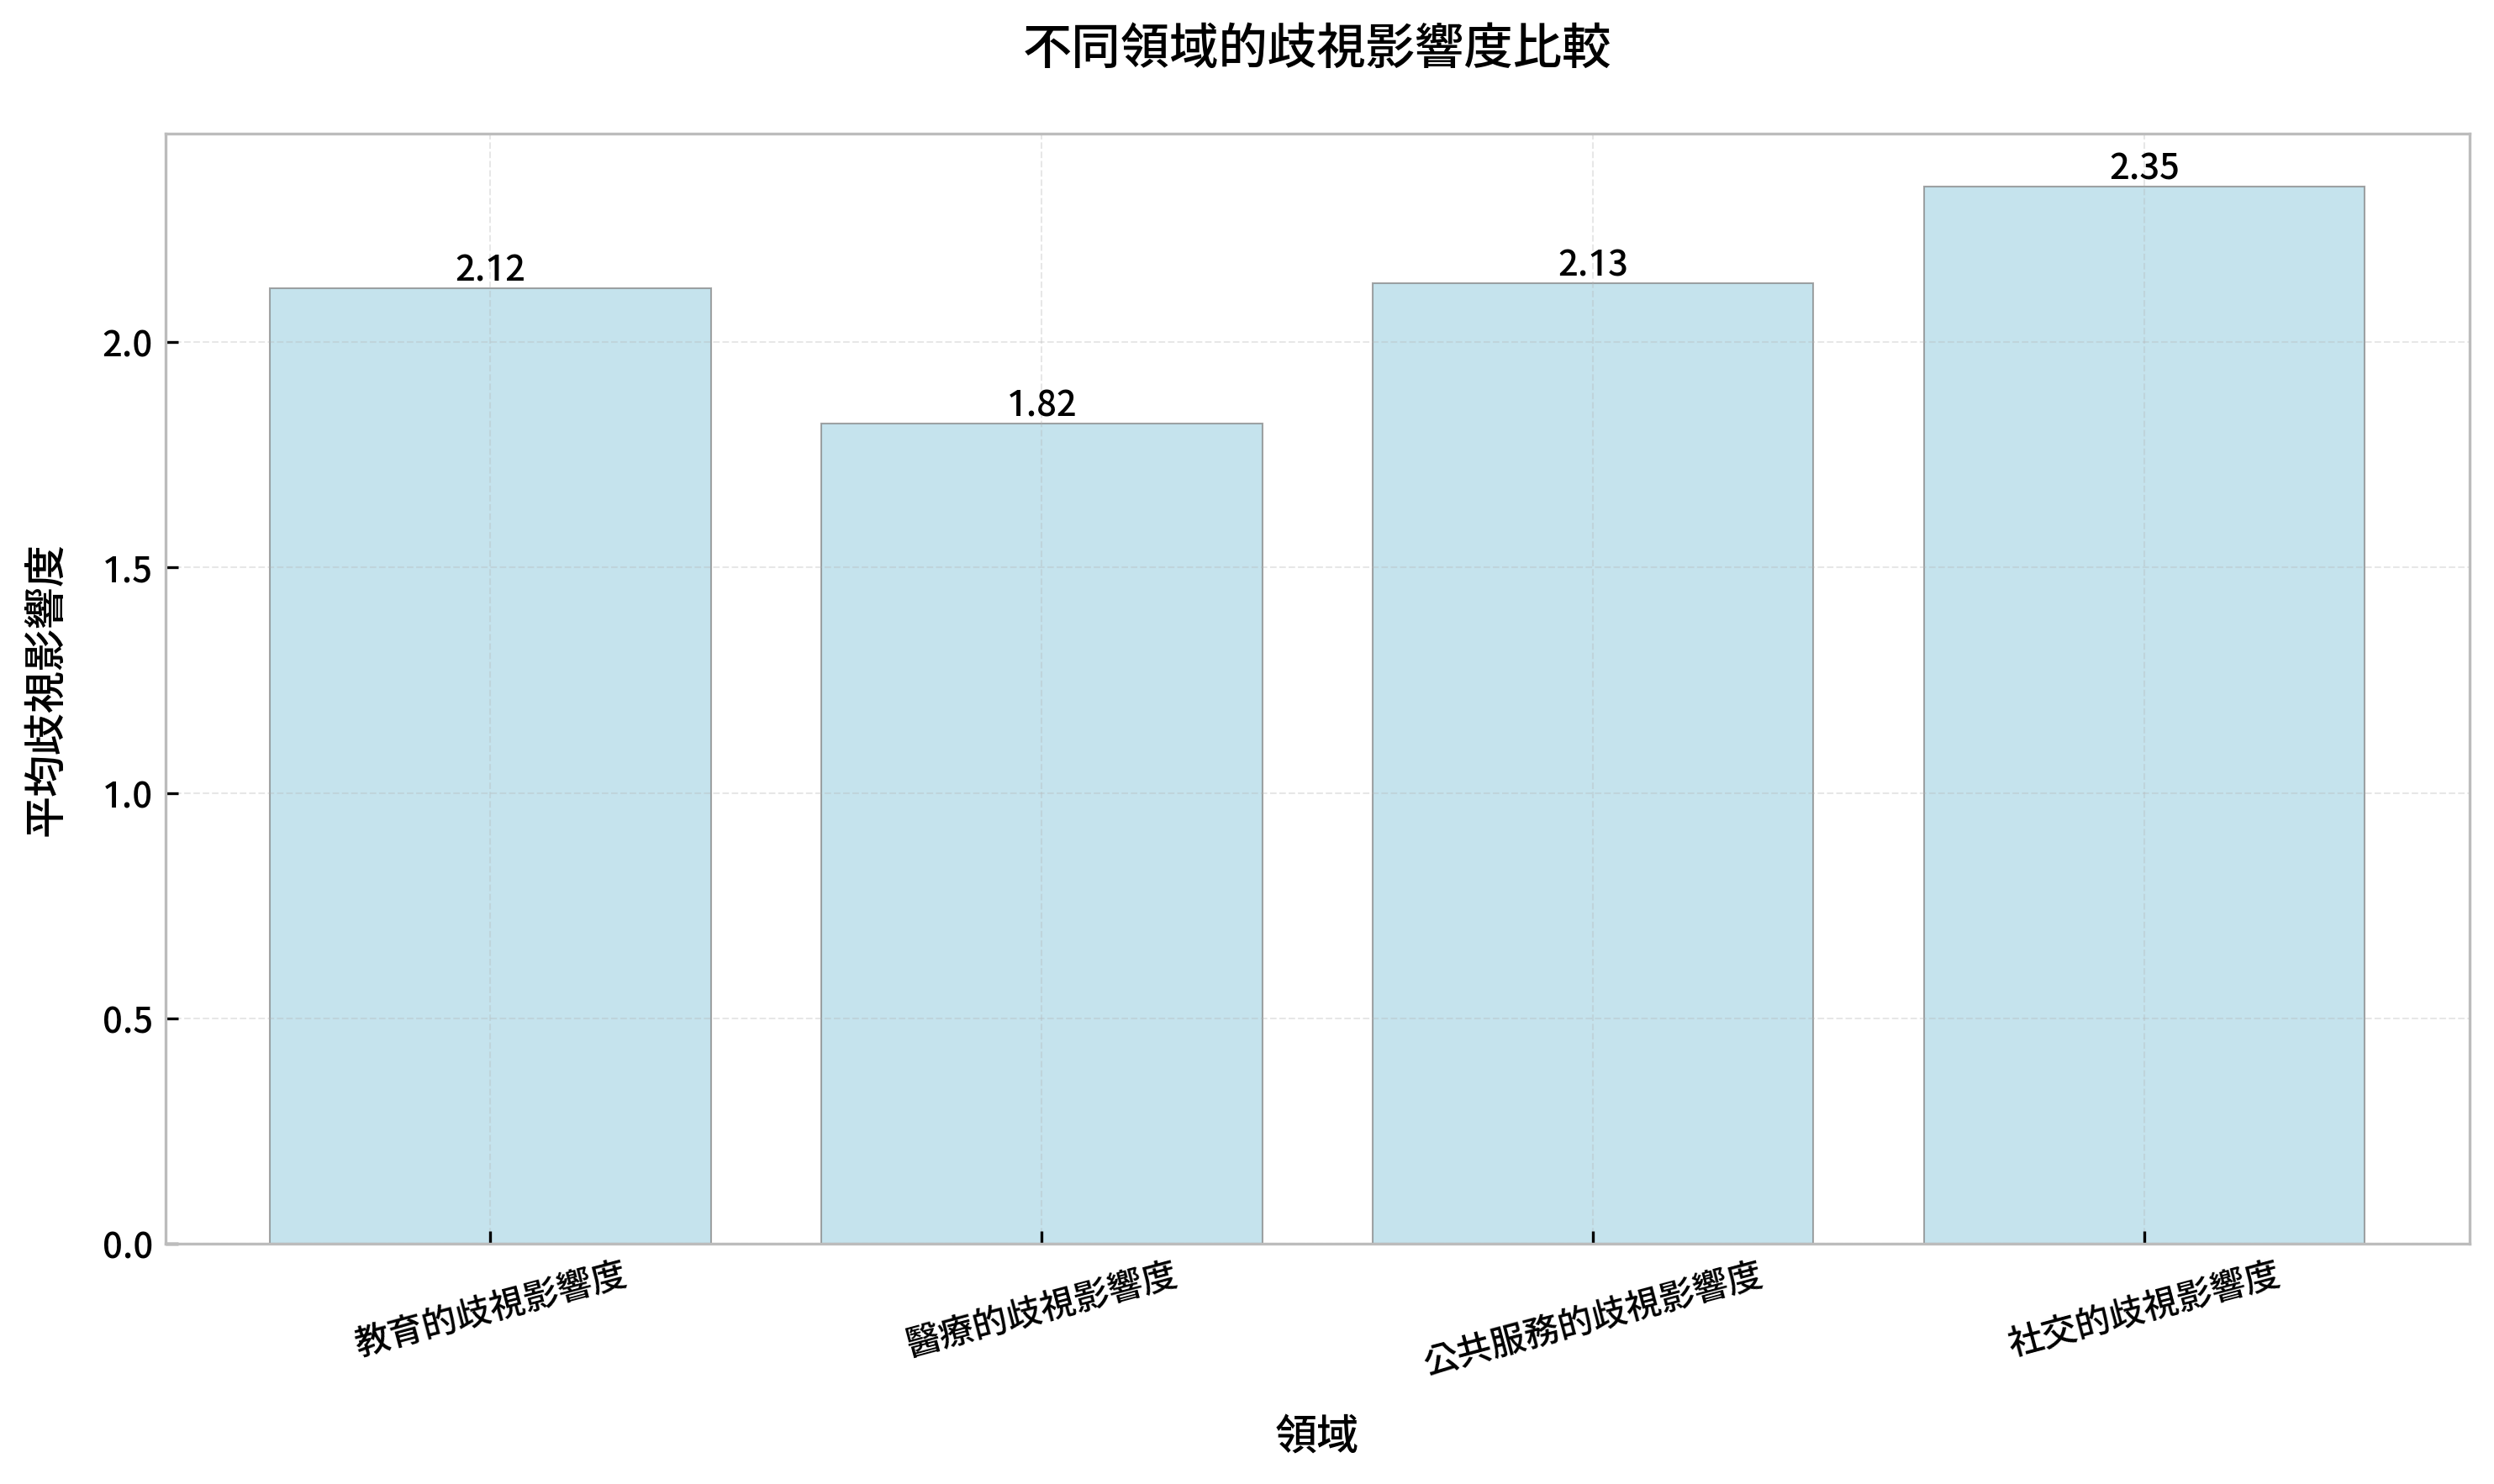 不同領域的歧視影響度比較
平均歧視影響度
2.0
1.5
1.0
0.5
0.0
2.12
1.82
2.13
2.35
教育的歧視影響度
醫療的歧視影響度
公共服務的歧視影響度
社交的歧視影響度
領域